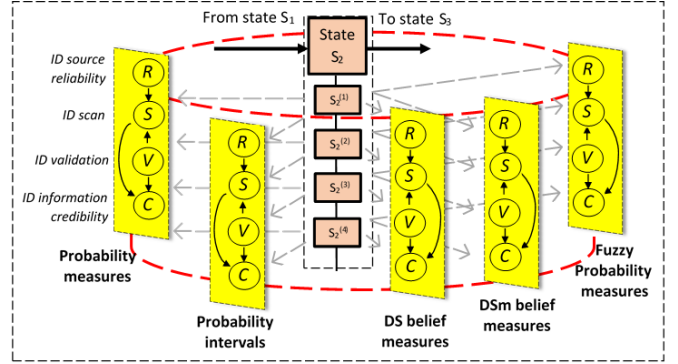 From state S₁
State
S₂
To state S₃
ID source
reliability
ID scan
ID validation
ID information
credibility
R
S
V
C
Probability
measures
R
S
V
C
Probability
intervals
S₂⁽¹⁾
S₂⁽²⁾
S₂⁽³⁾
S₂⁽⁴⁾
R
S
V
C
DS belief
measures
R
S
V
C
DSm belief
measures
R
S
V
C
Fuzzy
Probability
measures